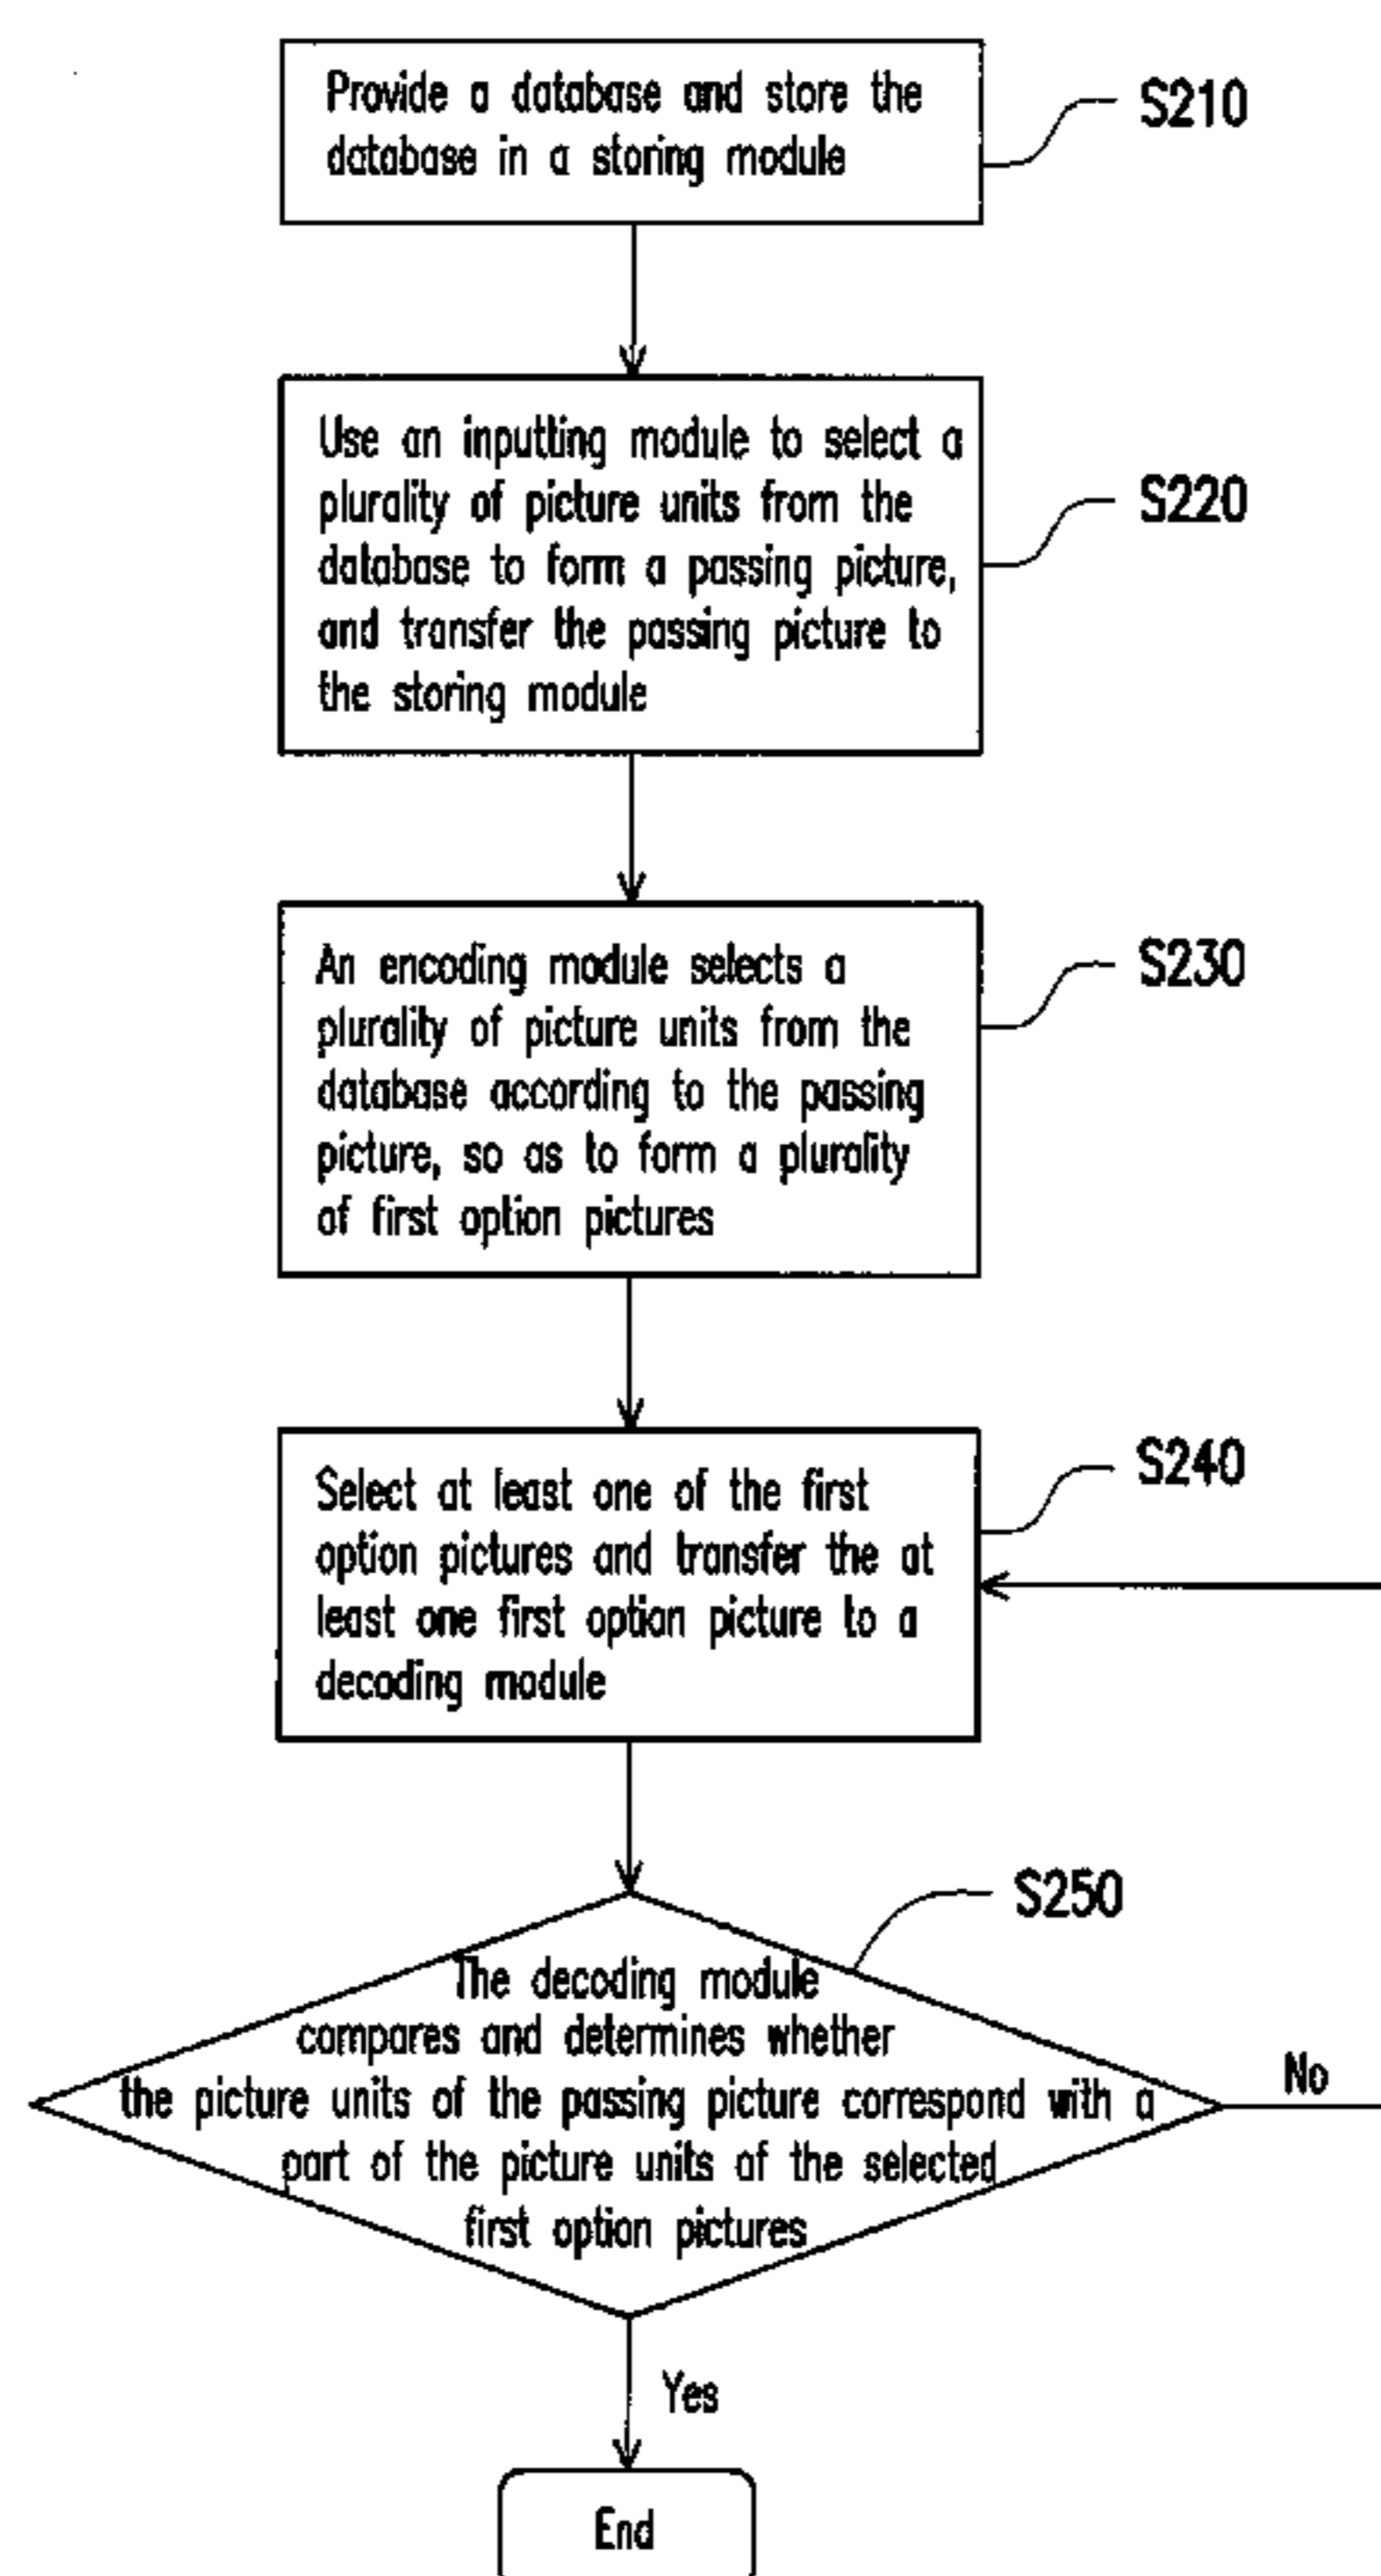 Provide a database and store the
database in a storing module
S210
Use an inputting module to select a
plurality of picture units from the
database to form a passing picture,
and transfer the passing picture to
the storing module
S220
An encoding module selects a
plurality of picture units from the
database according to the passing
picture, so as to form a plurality
of first option pictures
S230
Select at least one of the first
option pictures and transfer the at
least one first option picture to a
decoding module
S240
S250
The decoding module
compares and determines whether
the picture units of the passing picture correspond with a
part of the picture units of the selected
first option pictures
No
Yes
End